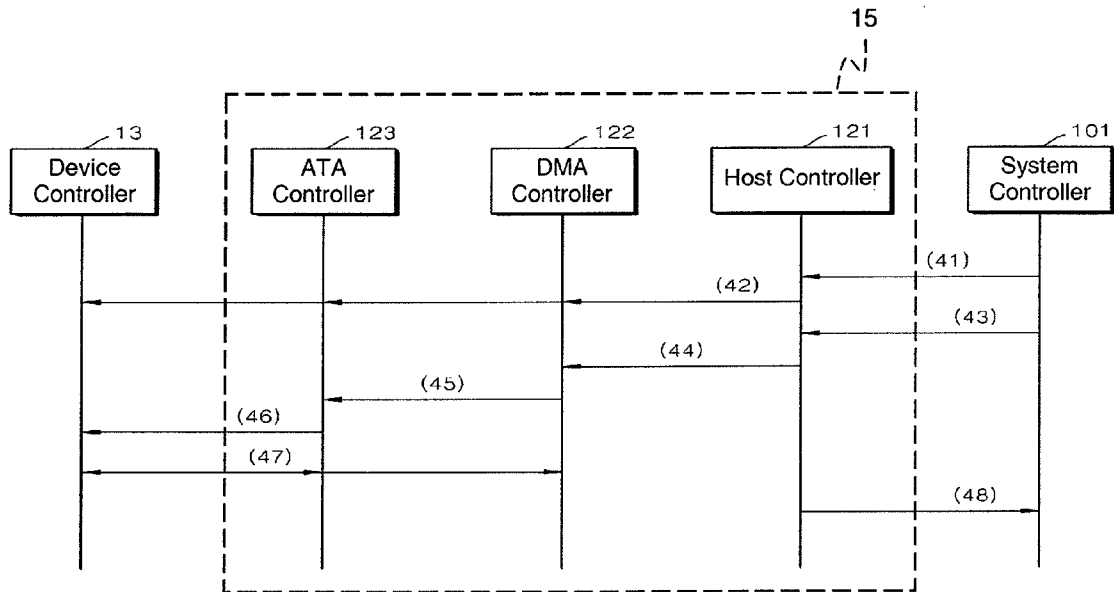 15
13
123
122
121
101
Device
Controller
ATA
Controller
DMA
Controller
Host Controller
System
Controller
(41)
(42)
(43)
(44)
(45)
(46)
(47)
(48)